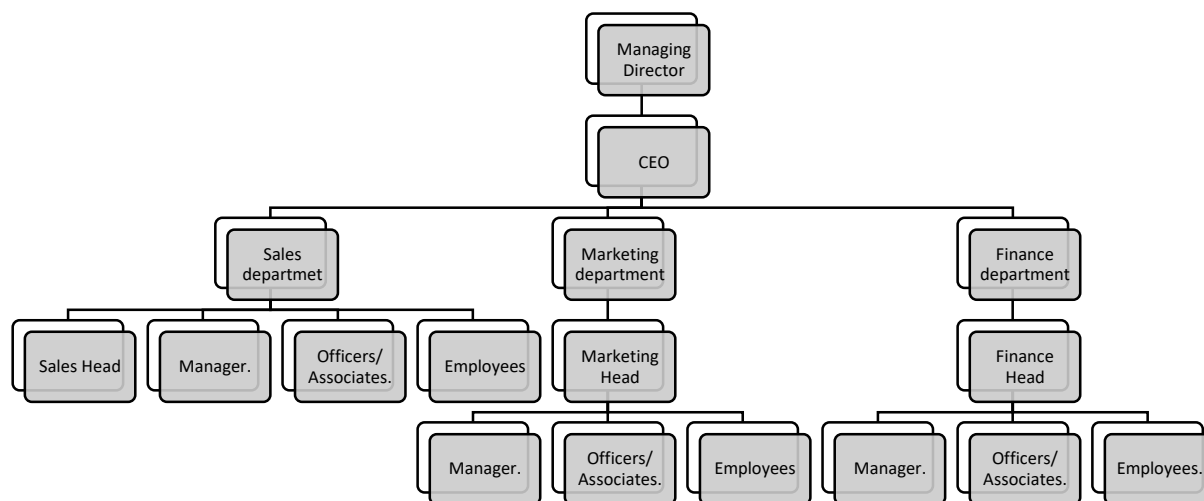 Managing
Director
CEO
Sales
departmet
Marketing
department
Finance
department
Sales Head
Manager.
Officers/
Associates.
Employees
Marketing
Head
Finance
Head
Manager.
Officers/
Associates.
Employees
Manager.
Officers/
Associates.
Employees.